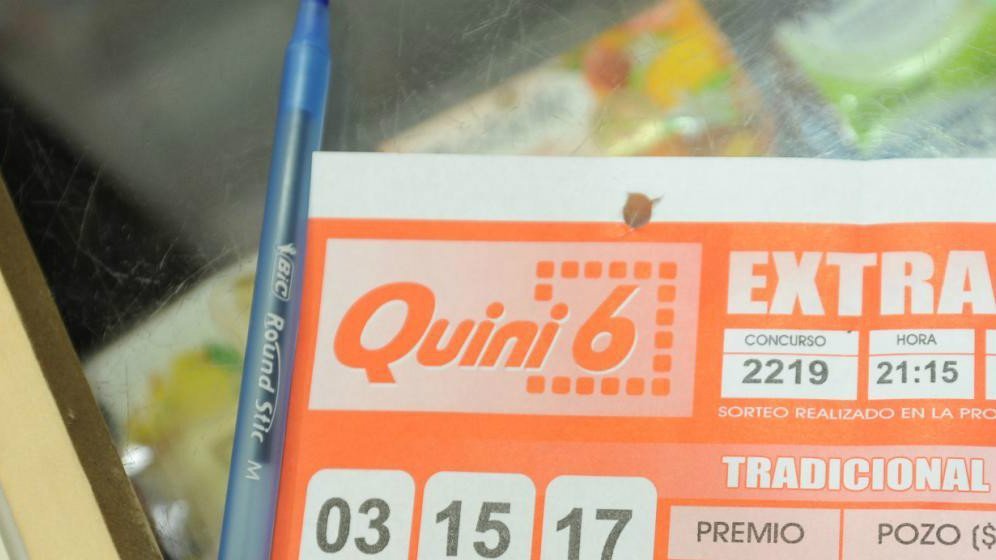 BIC Round Stic M
Quini 6
EXTRA
CONCURSO
2219
HORA
21:15
SORTEO REALIZADO EN LA
TRADICIONAL
03 15 17
PREMIO
POZO ($